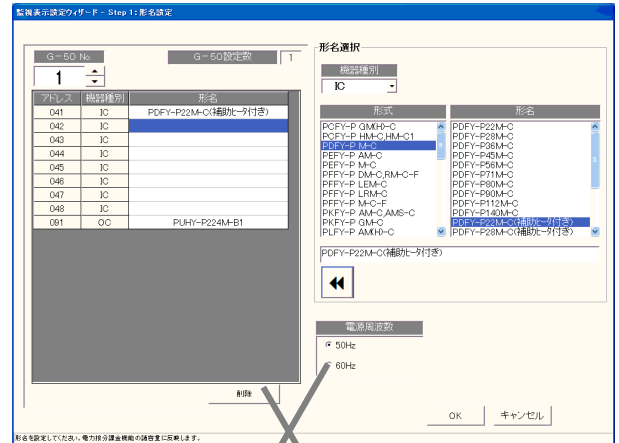 監視表示設定ウィザード - Step 1:形名設定
G-50 No.
G-50設定数 1
1
アドレス 機器種別 形名
041 IC PDFY-P22M-C(補助ヒータ付き)
042 IC
043 IC
044 IC
045 IC
046 IC
047 IC
048 IC
091 OC PUHY-P224M-B1
削除
形名選択
機器種別
IC
形式
PCFY-P GM(H)-C
PCFY-P HM-C,HM-C1
PDFY-P M-C
PEFY-P AM-C
PEFY-P M-C
PFFY-P DM-C,RM-C-F
PFFY-P LEM-C
PFFY-P LRM-C
PFFY-P M-C-F
PKFY-P AM-C,AMS-C
PKFY-P GM-C
PLFY-P AM(H)-C
形名
PDFY-P22M-C
PDFY-P28M-C
PDFY-P36M-C
PDFY-P45M-C
PDFY-P56M-C
PDFY-P71M-C
PDFY-P80M-C
PDFY-P90M-C
PDFY-P112M-C
PDFY-P140M-C
PDFY-P22M-C(補助ヒータ付き)
PDFY-P28M-C(補助ヒータ付き)
PDFY-P22M-C(補助ヒータ付き)
電源周波数
50Hz
60Hz
OK キャンセル
形名を設定してください。電力按分課金機能の諸容量に反映します。